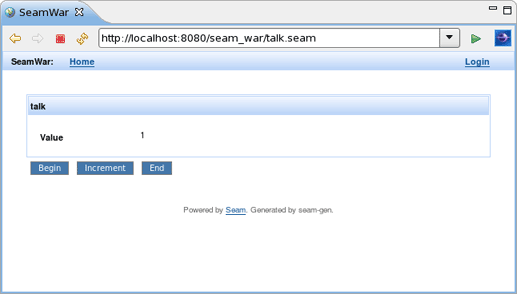 SeamWar
http://localhost:8080/seam_war/talk.seam
SeamWar: Home Login
talk
Value 1
Begin Increment End
Powered by Seam. Generated by seam-gen.